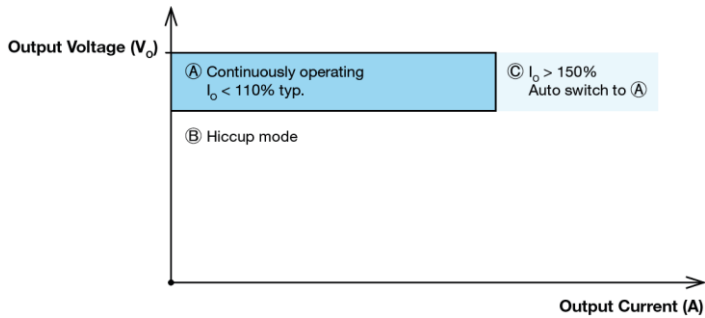 Output Voltage (Vₒ)
Ⓐ Continuously operating
Iₒ < 110% typ.
Ⓒ Iₒ > 150%
Auto switch to Ⓐ
Ⓑ Hiccup mode
Output Current (A)